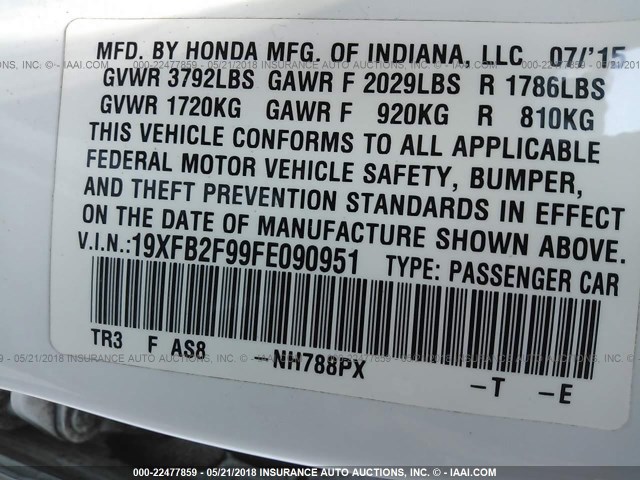 MFD. BY HONDA MFG. OF INDIANA, LLC 07/'15
GVWR 3792LBS GAWR F 2029LBS R 1786LBS
GVWR 1720KG GAWR F 920KG R 810KG
THIS VEHICLE CONFORMS TO ALL APPLICABLE
FEDERAL MOTOR VEHICLE SAFETY, BUMPER,
AND THEFT PREVENTION STANDARDS IN EFFECT
ON THE DATE OF MANUFACTURE SHOWN ABOVE.
V.I.N.:19XFB2F99FE090951 TYPE: PASSENGER CAR
TR3 F AS8 -NH788PX -T -E
000-22477859 - 05/21/2018 INSURANCE AUTO AUCTIONS - © - IAAI.COM